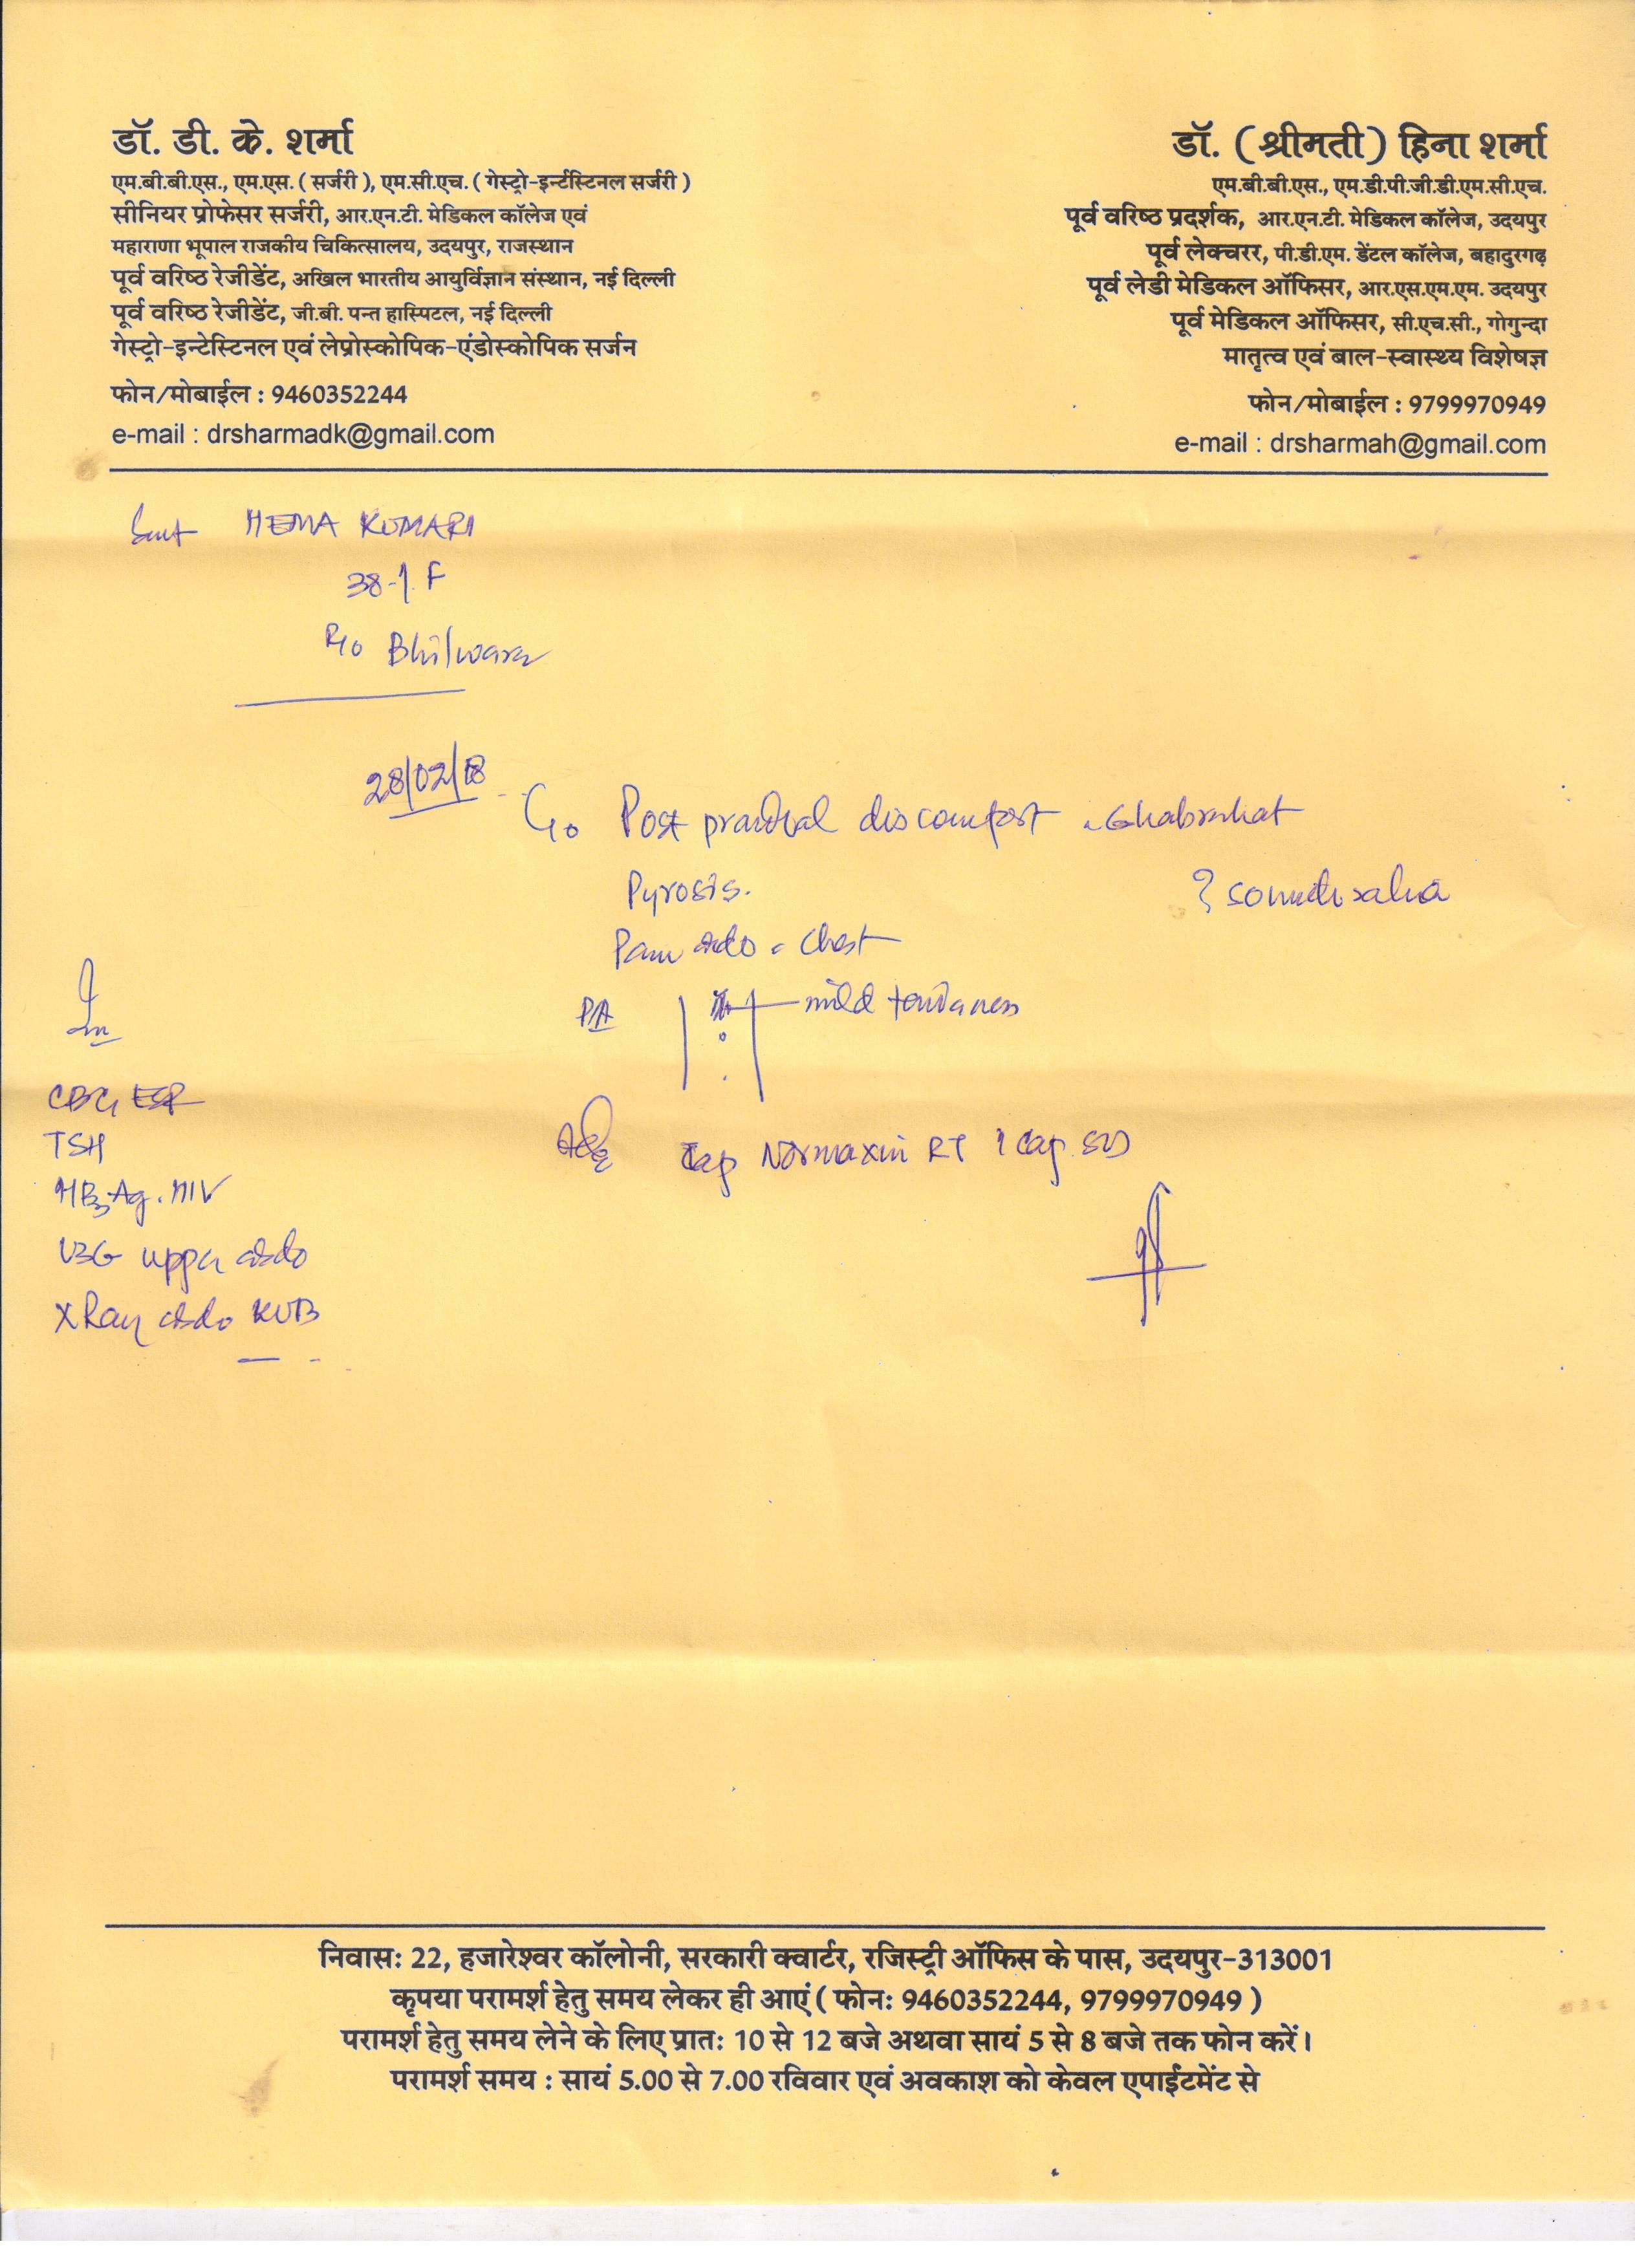 डॉ. डी. के. शर्मा
एम.बी.बी.एस., एम.एस. ( सर्जरी ), एम.सी.एच. ( गेस्ट्रो-इन्टेस्टिनल सर्जरी )
सीनियर प्रोफेसर सर्जरी, आर.एन.टी. मेडिकल कॉलेज एवं
महाराणा भूपाल राजकीय चिकित्सालय, उदयपुर, राजस्थान
पूर्व वरिष्ठ रेजीडेंट, अखिल भारतीय आयुर्विज्ञान संस्थान, नई दिल्ली
पूर्व वरिष्ठ रेजीडेंट, जी.बी. पन्त हास्पिटल, नई दिल्ली
गेस्ट्रो-इन्टेस्टिनल एवं लेप्रोस्कोपिक-एंडोस्कोपिक सर्जन
फोन/मोबाईल : 9460352244
e-mail : drsharmadk@gmail.com
डॉ. ( श्रीमती ) हिना शर्मा
एम.बी.बी.एस., एम.डी.पी.जी.डी.एम.सी.एच.
पूर्व वरिष्ठ प्रदर्शक, आर.एन.टी. मेडिकल कॉलेज, उदयपुर
पूर्व लेक्चरर, पी.डी.एम. डेंटल कॉलेज, बहादुरगढ़
पूर्व लेडी मेडिकल ऑफिसर, आर.एस.एम.एम. उदयपुर
पूर्व मेडिकल ऑफिसर, सी.एच.सी., गोगुन्दा
मातृत्व एवं बाल-स्वास्थ्य विशेषज्ञ
फोन/मोबाईल : 9799970949
e-mail : drsharmah@gmail.com
Smt HEMA KUMARI
38 F
R/o Bhilwara
28/02/18
C/o Post prandial discomfort Ghabrahat
Pyrosis.
Pain abdo chest
P/A mild tenderness
Adv Cap Normaxin RT 1 Cap
CBC, ESR
TSH
HBsAg. HIV
USG upper abdo
X Ray abdo KUB
निवासः 22, हजारेश्वर कॉलोनी, सरकारी क्वार्टर, रजिस्ट्री ऑफिस के पास, उदयपुर-313001
कृपया परामर्श हेतु समय लेकर ही आएं ( फोनः 9460352244, 9799970949 )
परामर्श हेतु समय लेने के लिए प्रातः 10 से 12 बजे अथवा सायं 5 से 8 बजे तक फोन करें।
परामर्श समय : सायं 5.00 से 7.00 रविवार एवं अवकाश को केवल एपाईंटमेंट से